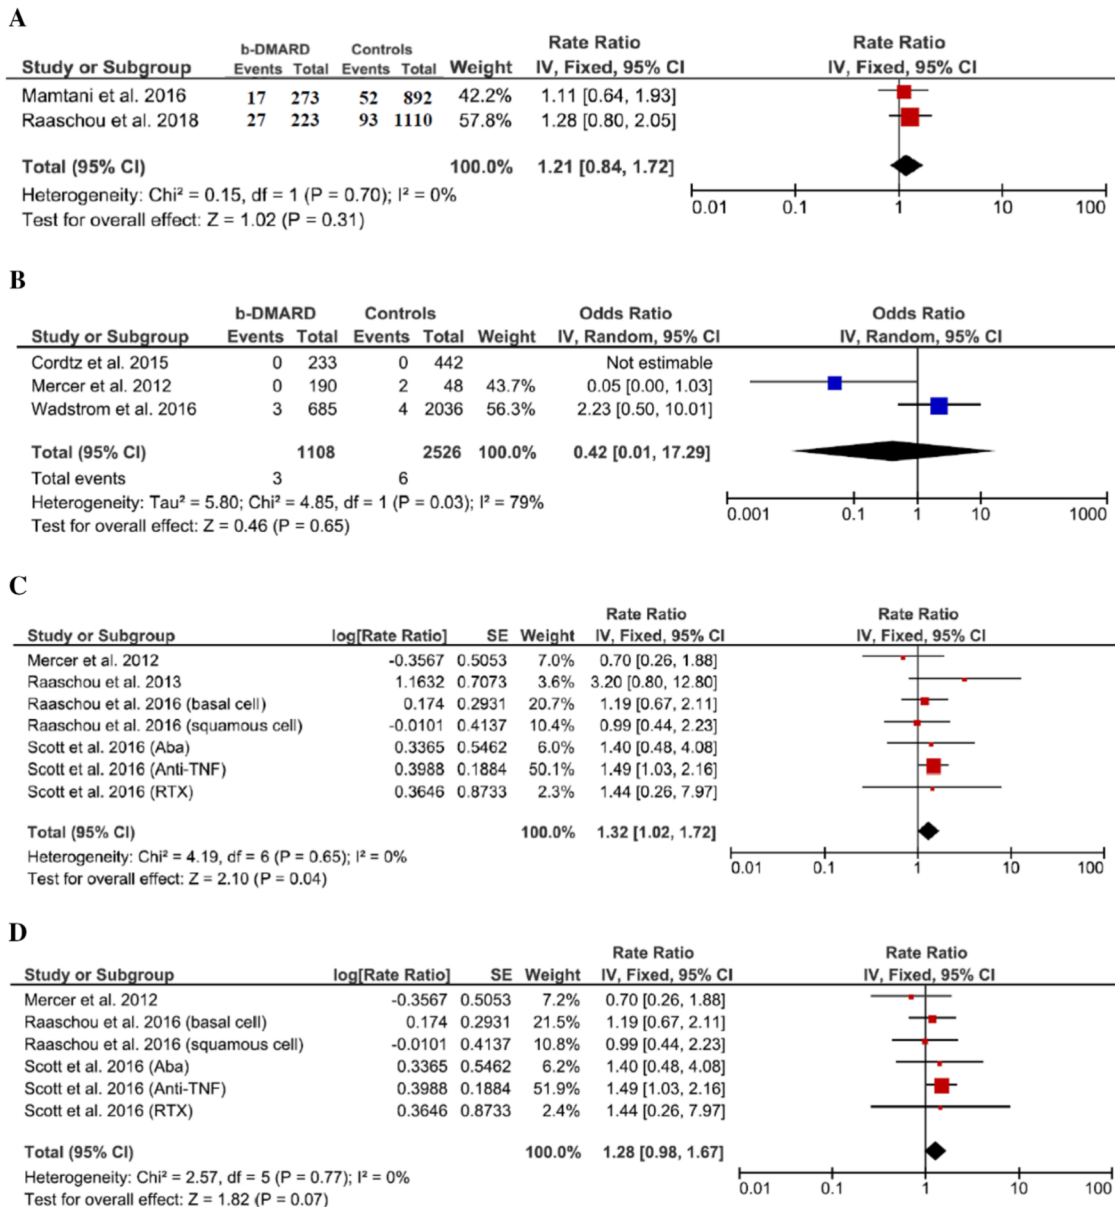 A
b-DMARD Controls Rate Ratio Rate Ratio
Study or Subgroup Events Total Events Total Weight IV, Fixed, 95% CI IV, Fixed, 95% CI
Mamtani et al. 2016 17 273 52 892 42.2% 1.11 [0.64, 1.93]
Raaschou et al. 2018 27 223 93 1110 57.8% 1.28 [0.80, 2.05]
Total (95% CI) 100.0% 1.21 [0.84, 1.72]
Heterogeneity: Chi² = 0.15, df = 1 (P = 0.70); I² = 0%
Test for overall effect: Z = 1.02 (P = 0.31)
0.01 0.1 1 10 100
B
b-DMARD Controls Odds Ratio Odds Ratio
Study or Subgroup Events Total Events Total Weight IV, Random, 95% CI IV, Random, 95% CI
Cordtz et al. 2015 0 233 0 442 Not estimable
Mercer et al. 2012 0 190 2 48 43.7% 0.05 [0.00, 1.03]
Wadstrom et al. 2016 3 685 4 2036 56.3% 2.23 [0.50, 10.01]
Total (95% CI) 1108 2526 100.0% 0.42 [0.01, 17.29]
Total events 3 6
Heterogeneity: Tau² = 5.80; Chi² = 4.85, df = 1 (P = 0.03); I² = 79%
Test for overall effect: Z = 0.46 (P = 0.65)
0.001 0.1 1 10 1000
C
Rate Ratio Rate Ratio
Study or Subgroup log[Rate Ratio] SE Weight IV, Fixed, 95% CI IV, Fixed, 95% CI
Mercer et al. 2012 -0.3567 0.5053 7.0% 0.70 [0.26, 1.88]
Raaschou et al. 2013 1.1632 0.7073 3.6% 3.20 [0.80, 12.80]
Raaschou et al. 2016 (basal cell) 0.174 0.2931 20.7% 1.19 [0.67, 2.11]
Raaschou et al. 2016 (squamous cell) -0.0101 0.4137 10.4% 0.99 [0.44, 2.23]
Scott et al. 2016 (Aba) 0.3365 0.5462 6.0% 1.40 [0.48, 4.08]
Scott et al. 2016 (Anti-TNF) 0.3988 0.1884 50.1% 1.49 [1.03, 2.16]
Scott et al. 2016 (RTX) 0.3646 0.8733 2.3% 1.44 [0.26, 7.97]
Total (95% CI) 100.0% 1.32 [1.02, 1.72]
Heterogeneity: Chi² = 4.19, df = 6 (P = 0.65); I² = 0%
Test for overall effect: Z = 2.10 (P = 0.04)
0.01 0.1 1 10 100
D
Rate Ratio Rate Ratio
Study or Subgroup log[Rate Ratio] SE Weight IV, Fixed, 95% CI IV, Fixed, 95% CI
Mercer et al. 2012 -0.3567 0.5053 7.2% 0.70 [0.26, 1.88]
Raaschou et al. 2016 (basal cell) 0.174 0.2931 21.5% 1.19 [0.67, 2.11]
Raaschou et al. 2016 (squamous cell) -0.0101 0.4137 10.8% 0.99 [0.44, 2.23]
Scott et al. 2016 (Aba) 0.3365 0.5462 6.2% 1.40 [0.48, 4.08]
Scott et al. 2016 (Anti-TNF) 0.3988 0.1884 51.9% 1.49 [1.03, 2.16]
Scott et al. 2016 (RTX) 0.3646 0.8733 2.4% 1.44 [0.26, 7.97]
Total (95% CI) 100.0% 1.28 [0.98, 1.67]
Heterogeneity: Chi² = 2.57, df = 5 (P = 0.77); I² = 0%
Test for overall effect: Z = 1.82 (P = 0.07)
0.01 0.1 1 10 100